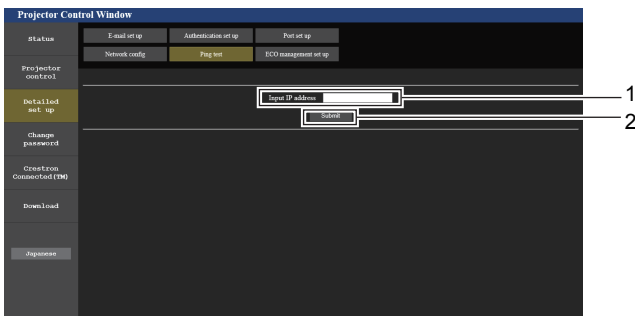 Projector Control Window
Status
E-mail set up
Authentication set up
Port set up
Network config
Ping test
ECO management set up
Projector
control
Detailed
set up
Change
password
Crestron
Connected(TM)
Download
Japanese
Input IP address
1
Submit
2